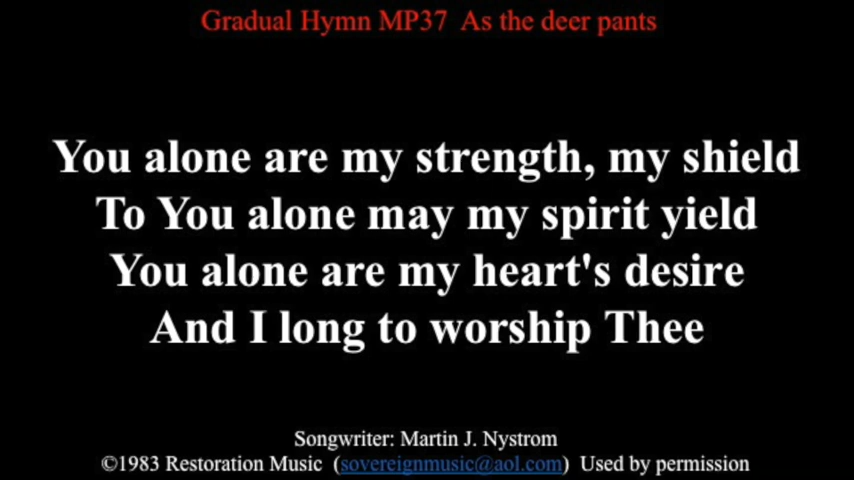 Gradual Hymn MP37  As the deer pants
You alone are my strength, my shield
To You alone may my spirit yield
You alone are my heart's desire
And I long to worship Thee
Songwriter: Martin J. Nystrom
©1983 Restoration Music  (sovereignmusic@aol.com)  Used by permission